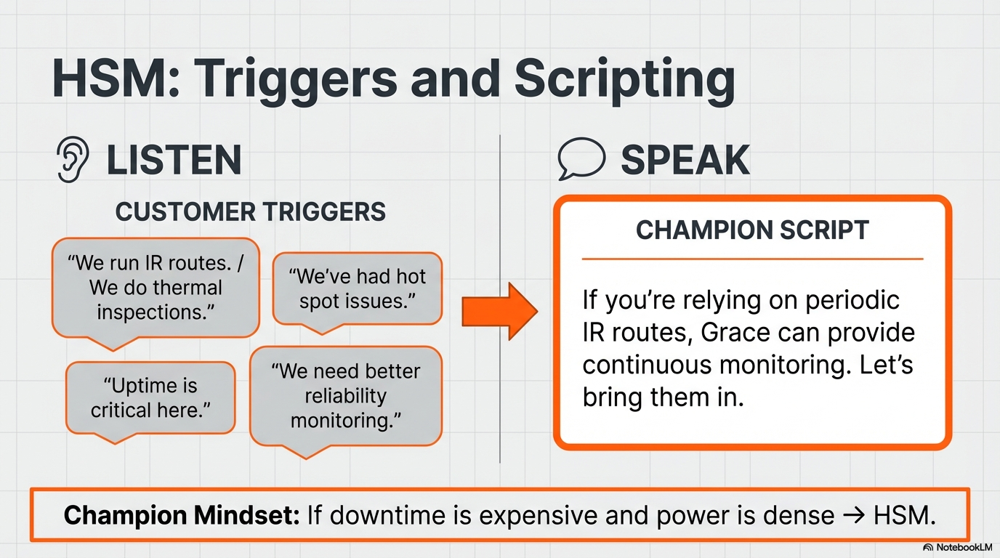 HSM: Triggers and Scripting
LISTEN
CUSTOMER TRIGGERS
“We run IR routes. /
We do thermal
inspections.”
“We’ve had hot
spot issues.”
“Uptime is
critical here.”
“We need better
reliability
monitoring.”
SPEAK
CHAMPION SCRIPT
If you’re relying on periodic
IR routes, Grace can provide
continuous monitoring. Let’s
bring them in.
Champion Mindset: If downtime is expensive and power is dense → HSM.
NotebookLM